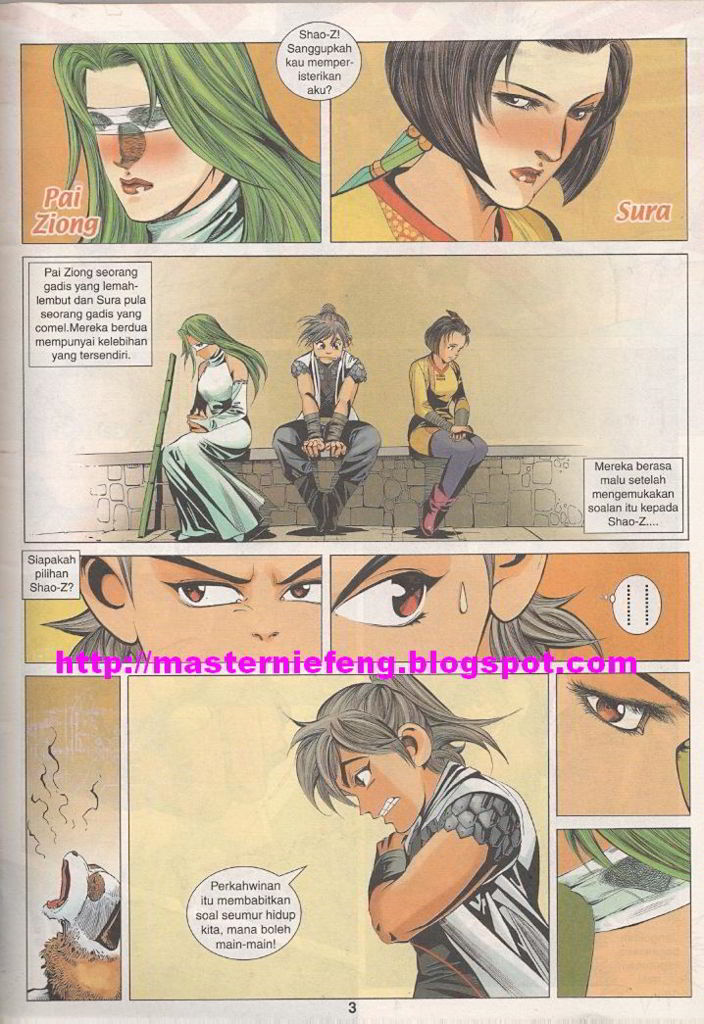 Shao-Z!
Sanggupkah
kau memper-
isterikan
aku?
Pai
Ziong
Sura
Pai Ziong seorang
gadis yang lemah-
lembut dan Sura pula
seorang gadis yang
comel.Mereka berdua
mempunyai kelebihan
yang tersendiri.
Mereka berasa
malu setelah
mengemukakan
soalan itu kepada
Shao-Z....
Siapakah
pilihan
Shao-Z?
http://masterniefeng.blogspot.com
Perkahwinan
itu membabitkan
soal seumur hidup
kita, mana boleh
main-main!
3